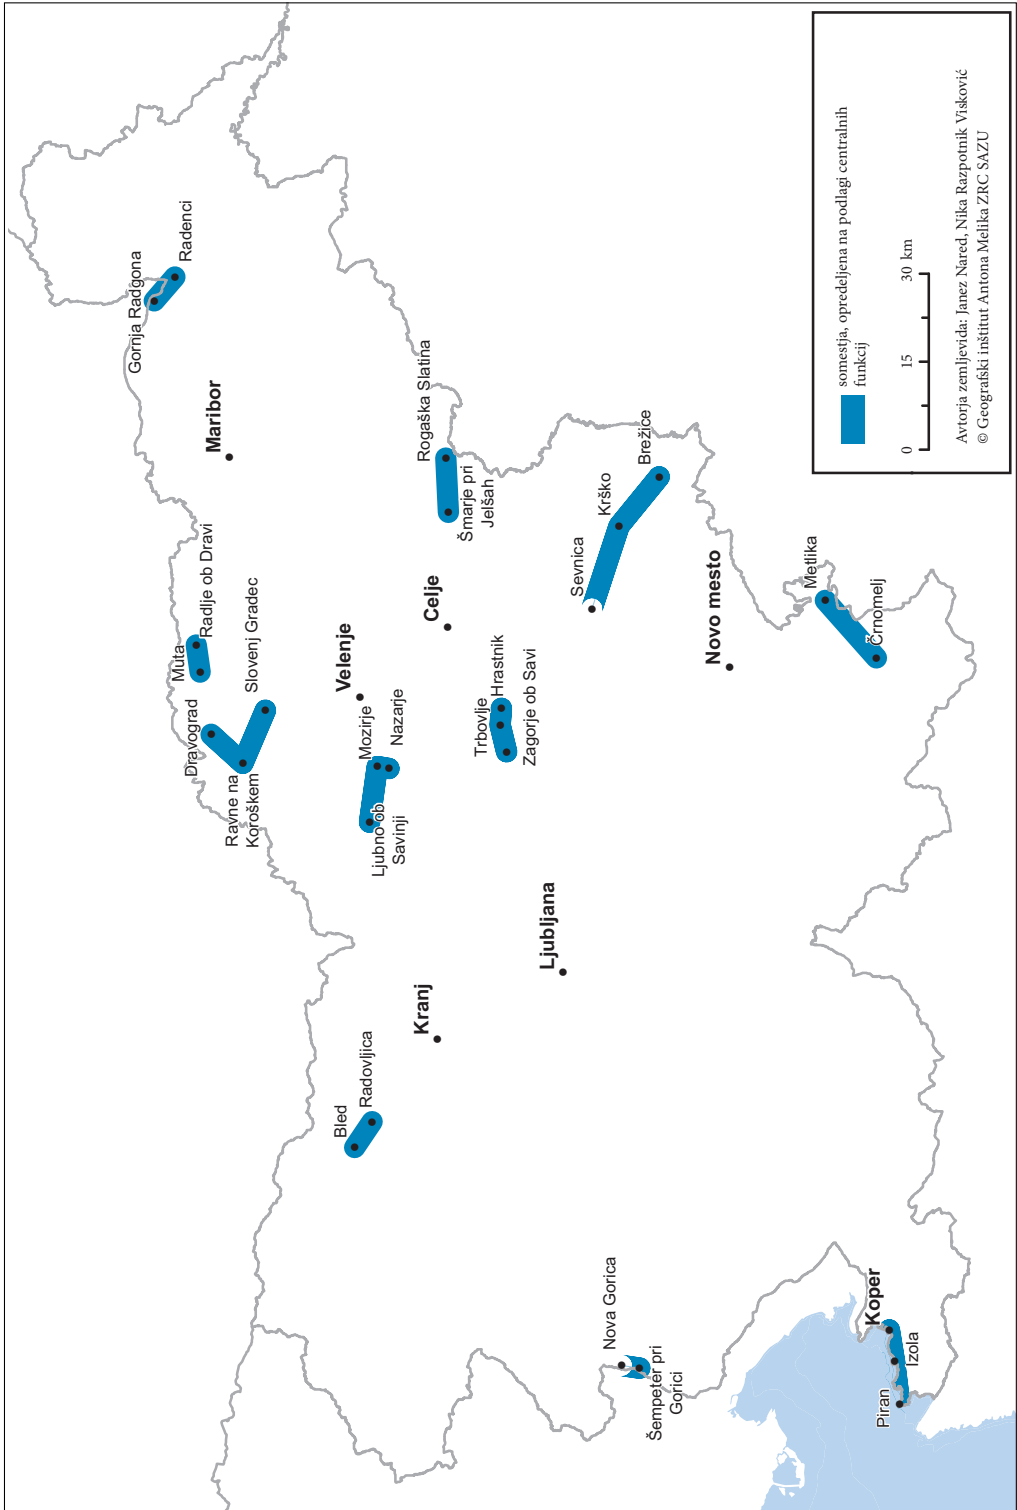 Gornja Radgona
Radenci
Maribor
Muta
Radlje ob Dravi
Dravograd
Slovenj Gradec
Ravne na
Koroškem
Rogaška Slatina
Šmarje pri
Jelšah
Velenje
Mozirje
Nazarje
Ljubno ob
Savinji
Celje
Bled
Radovljica
Kranj
Trbovlje
Hrastnik
Zagorje ob Savi
Sevnica
Krško
Brežice
Ljubljana
Nova Gorica
Šempeter pri
Gorici
Novo mesto
Metlika
Črnomelj
Koper
Izola
Piran
somestja, opredeljena na podlagi centralnih
funkcij
0 15 30 km
Avtorja zemljevida: Janez Nared, Nika Razpotnik Visković
© Geografski inštitut Antona Melika ZRC SAZU